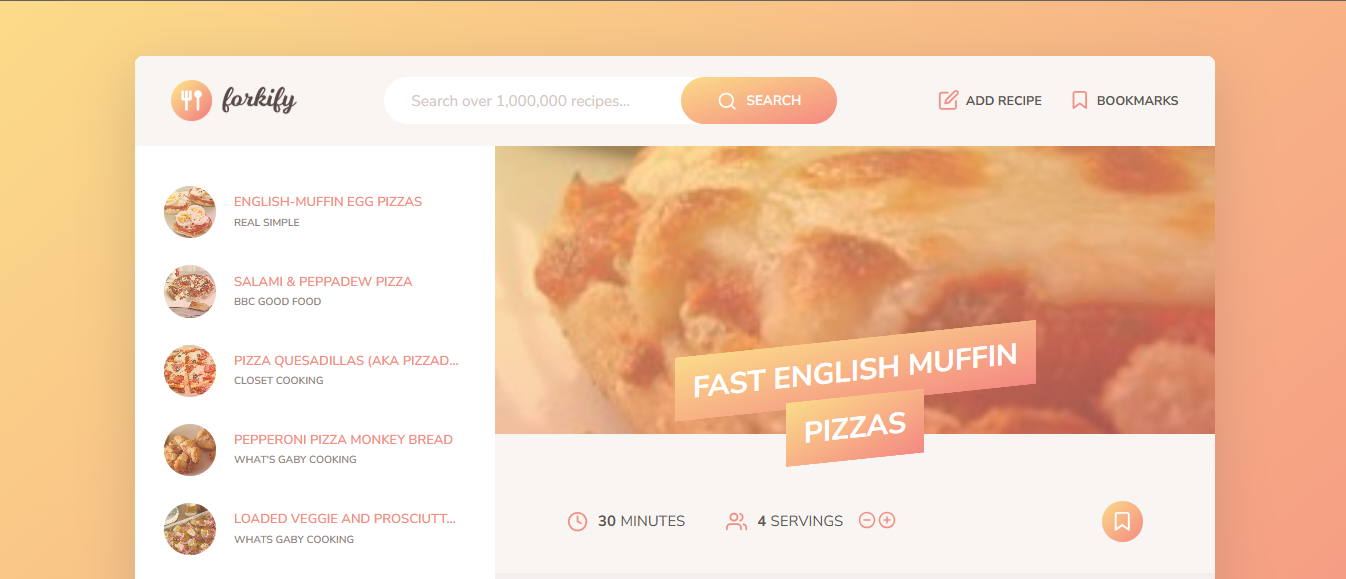 forkify
Search over 1,000,000 recipes...
SEARCH
ADD RECIPE
BOOKMARKS
ENGLISH-MUFFIN EGG PIZZAS
REAL SIMPLE
SALAMI & PEPPADEW PIZZA
BBC GOOD FOOD
PIZZA QUESADILLAS (AKA PIZZAD...
CLOSET COOKING
PEPPERONI PIZZA MONKEY BREAD
WHAT'S GABY COOKING
LOADED VEGGIE AND PROSCIUTT...
WHATS GABY COOKING
FAST ENGLISH MUFFIN
PIZZAS
30 MINUTES
4 SERVINGS